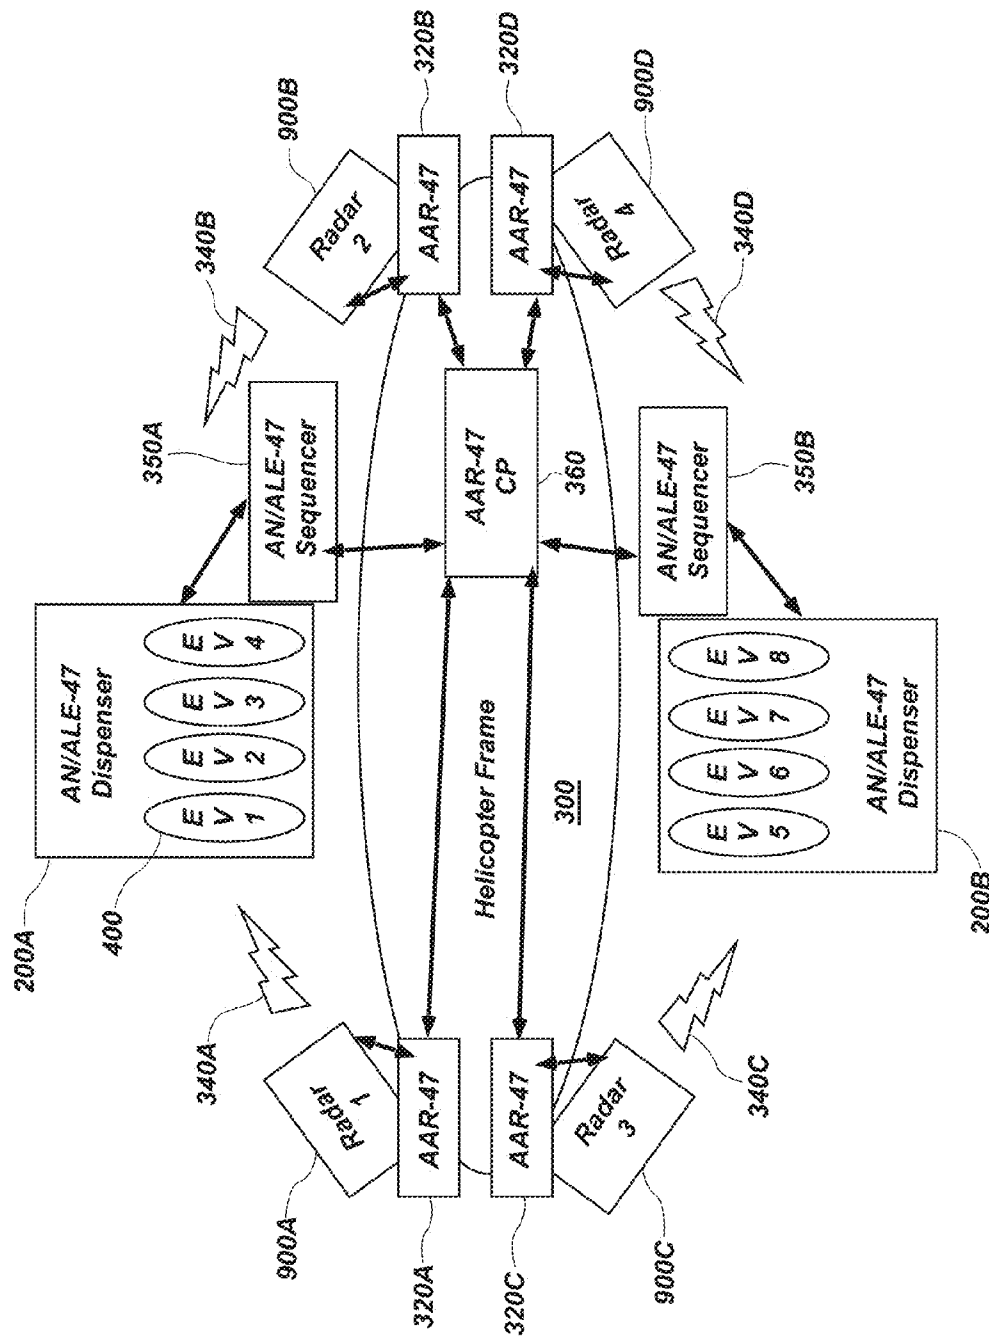 200A
400
AN/ALE-47
Dispenser
E
V
1
E
V
2
E
V
3
E
V
4
350A
AN/ALE-47
Sequencer
340A
340B
900A
Radar
1
900B
Radar
2
320A
AAR-47
320B
AAR-47
Helicopter Frame
300
AAR-47
CP
360
320C
AAR-47
320D
AAR-47
900C
Radar
3
900D
Radar
4
340C
340D
350B
AN/ALE-47
Sequencer
E
V
5
E
V
6
E
V
7
E
V
8
AN/ALE-47
Dispenser
200B